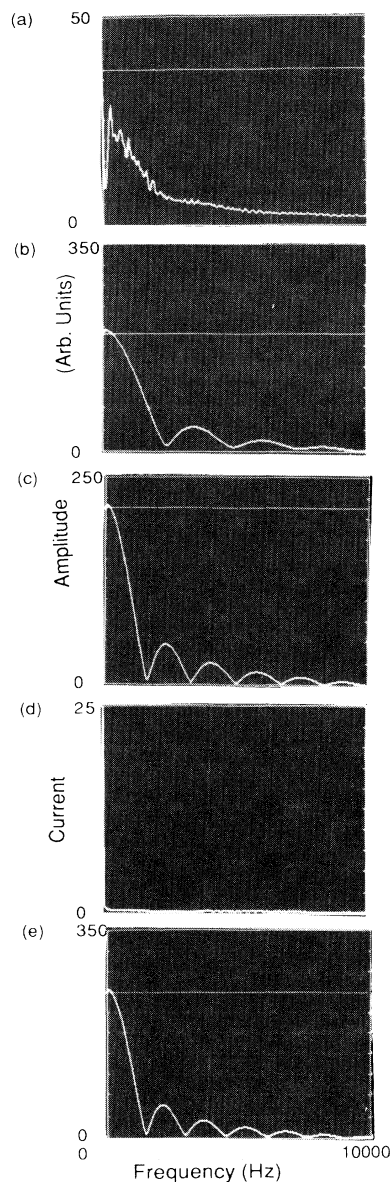 (a)
50
0
(b)
350
0
(c)
250
0
(d)
25
0
(e)
350
0
0
10000
Frequency (Hz)
Current Amplitude (Arb. Units)